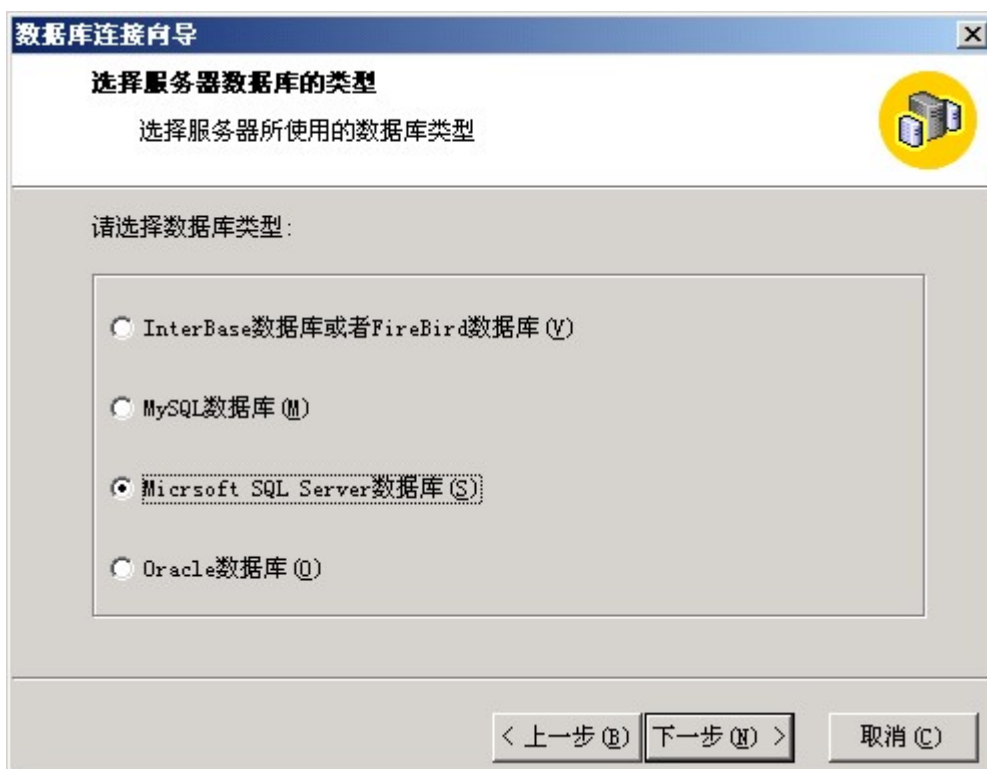 数据库连接向导
选择服务器数据库的类型
选择服务器所使用的数据库类型
请选择数据库类型:
InterBase数据库或者FireBird数据库(V)
MySQL数据库(M)
Micrsoft SQL Server数据库(S)
Oracle数据库(O)
< 上一步(B) 下一步(N) > 取消(C)